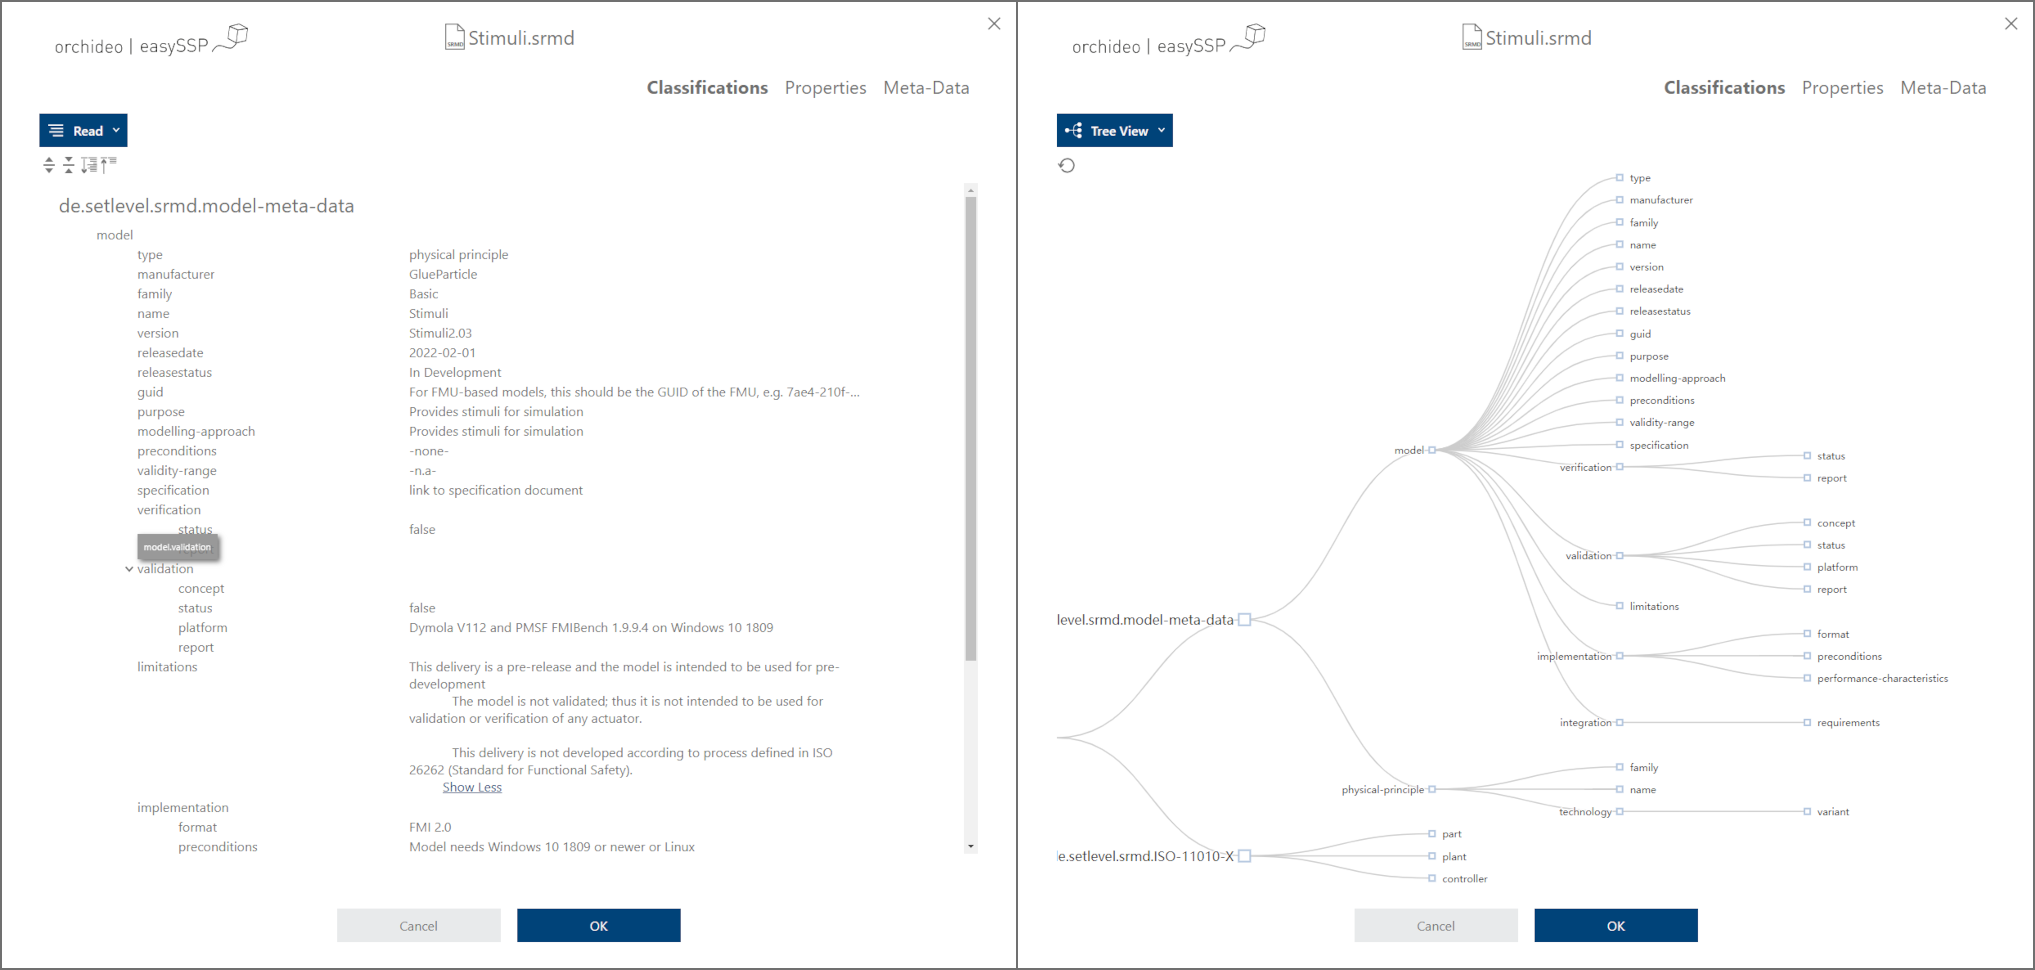 orchideo | easySSP
SRMD
Stimuli.srmd
Classifications Properties Meta-Data
Read
de.setlevel.srmd.model-meta-data
model
type physical principle
manufacturer GlueParticle
family Basic
name Stimuli
version Stimuli2.03
releasedate 2022-02-01
releasestatus In Development
guid For FMU-based models, this should be the GUID of the FMU, e.g. 7ae4-210f-...
purpose Provides stimuli for simulation
modelling-approach Provides stimuli for simulation
preconditions -none-
validity-range -n.a-
specification link to specification document
verification
status false
model.validation
validation
concept
status false
platform Dymola V112 and PMSF FMIBench 1.9.9.4 on Windows 10 1809
report
limitations This delivery is a pre-release and the model is intended to be used for pre-
development
The model is not validated; thus it is not intended to be used for
validation or verification of any actuator.
This delivery is not developed according to process defined in ISO
26262 (Standard for Functional Safety).
Show Less
implementation
format FMI 2.0
preconditions Model needs Windows 10 1809 or newer or Linux
Cancel OK
orchideo | easySSP
SRMD
Stimuli.srmd
Classifications Properties Meta-Data
Tree View
type
manufacturer
family
name
version
releasedate
releasestatus
guid
purpose
modelling-approach
preconditions
validity-range
specification
model
verification
status
report
validation
concept
status
platform
report
limitations
level.srmd.model-meta-data
implementation
format
preconditions
performance-characteristics
integration
requirements
physical-principle
family
name
technology
variant
le.setlevel.srmd.ISO-11010-X
part
plant
controller
Cancel OK